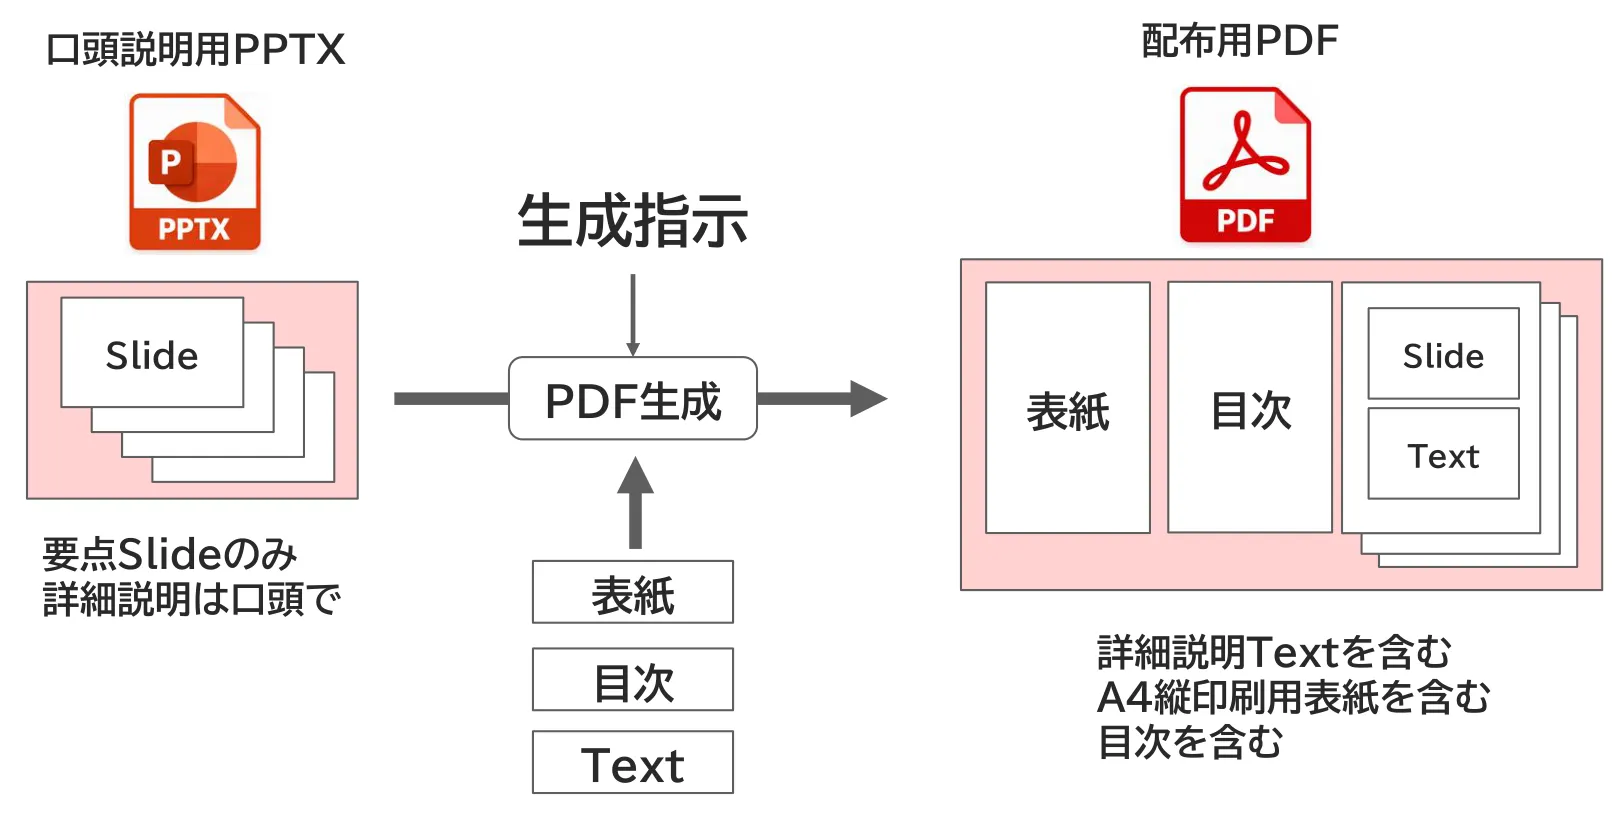 口頭説明用PPTX
P
PPTX
Slide
要点Slideのみ
詳細説明は口頭で
生成指示
PDF生成
表紙
目次
Text
配布用PDF
PDF
表紙
目次
Slide
Text
詳細説明Textを含む
A4縦印刷用表紙を含む
目次を含む